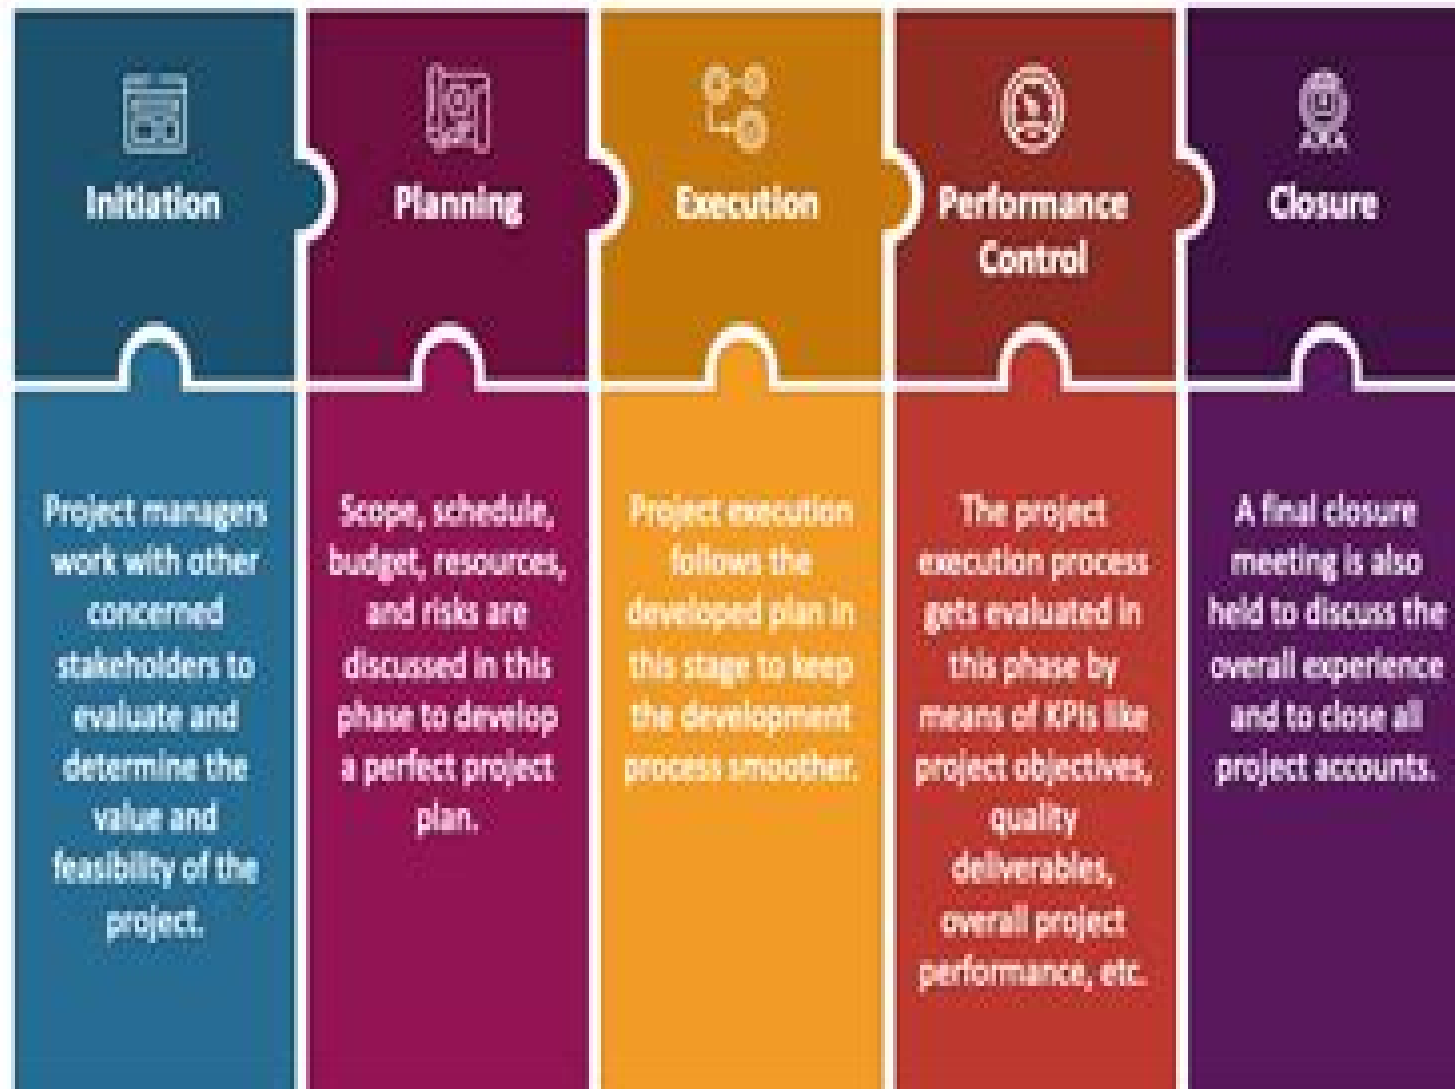 Initiation
Project managers
work with other
concerned
stakeholders to
evaluate and
determine the
value and
feasibility of the
project.
Planning
Scope, schedule,
budget, resources,
and risks are
discussed in this
phase to develop
a perfect project
plan.
Execution
Project execution
follows the
developed plan in
this stage to keep
the development
process smoother.
Performance
Control
The project
execution process
gets evaluated in
this phase by
means of KPIs like
project objectives,
quality
deliverables,
overall project
performance, etc.
Closure
A final closure
meeting is also
held to discuss the
overall experience
and to close all
project accounts.